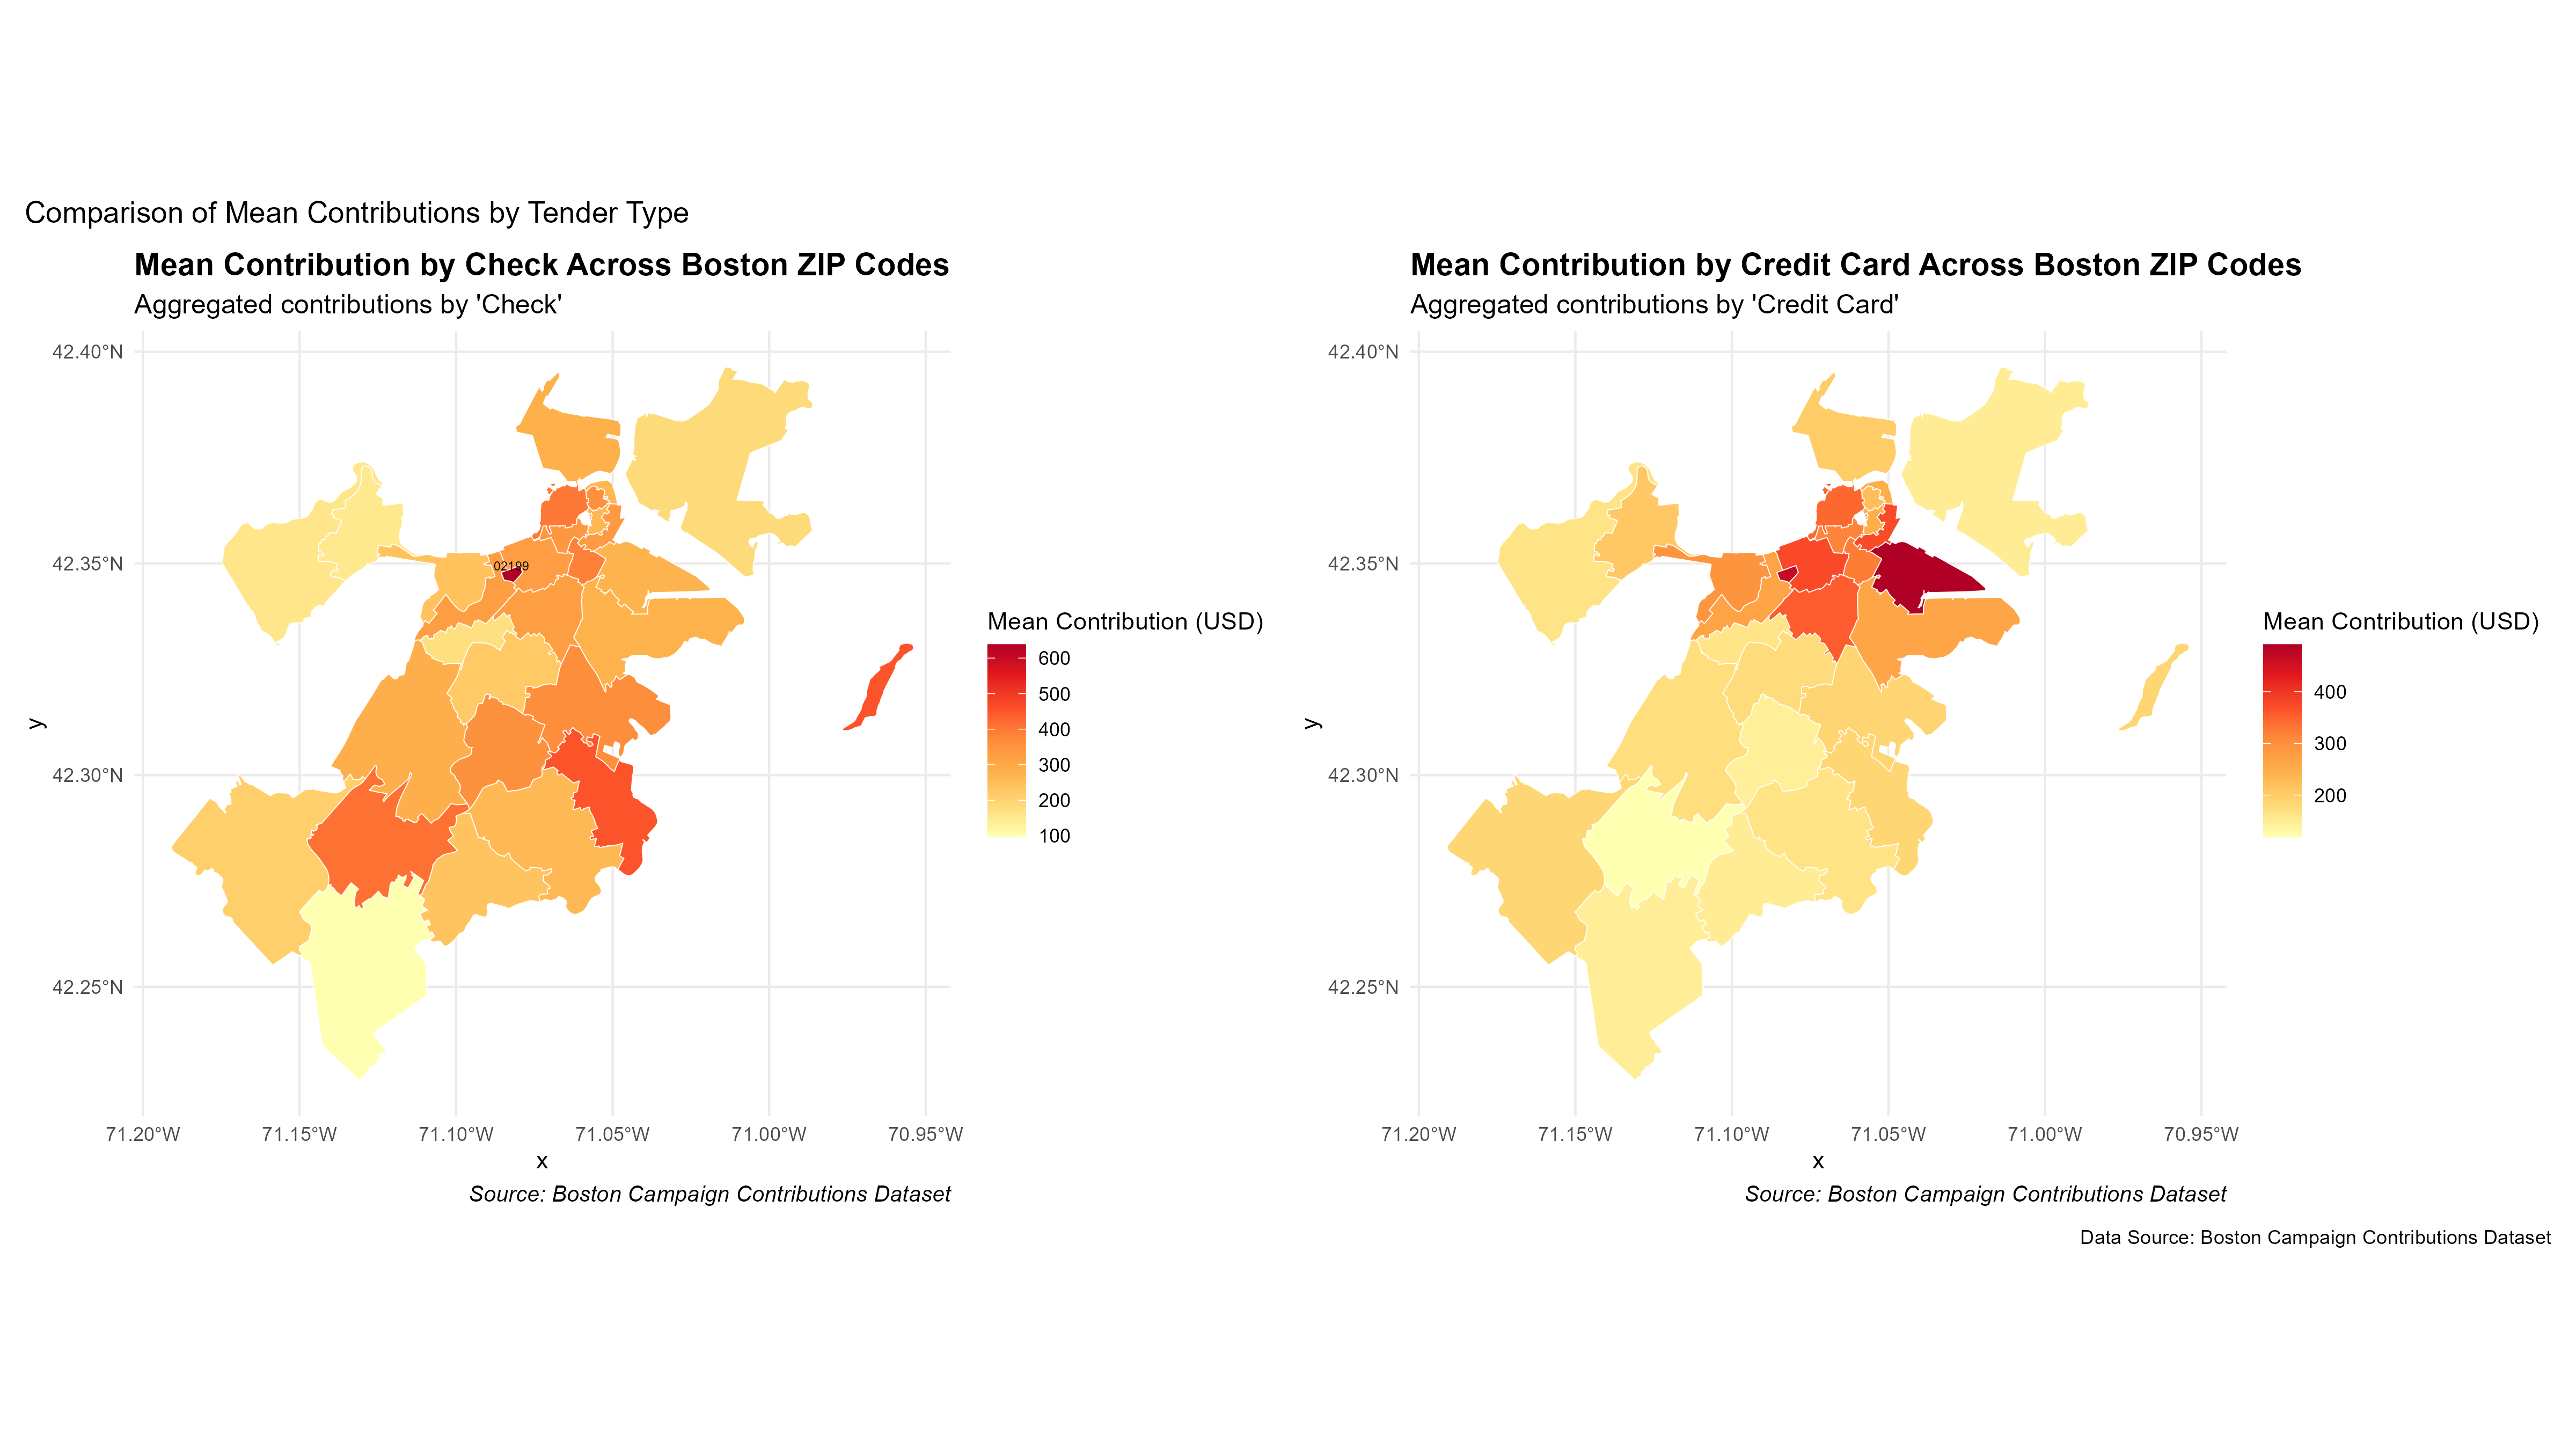 Comparison of Mean Contributions by Tender Type
Mean Contribution by Check Across Boston ZIP Codes
Aggregated contributions by 'Check'
42.40°N
42.35°N
42.30°N
42.25°N
y
02199
71.20°W 71.15°W 71.10°W 71.05°W 71.00°W 70.95°W
x
Source: Boston Campaign Contributions Dataset
Mean Contribution (USD)
600
500
400
300
200
100
Mean Contribution by Credit Card Across Boston ZIP Codes
Aggregated contributions by 'Credit Card'
42.40°N
42.35°N
42.30°N
42.25°N
y
71.20°W 71.15°W 71.10°W 71.05°W 71.00°W 70.95°W
x
Source: Boston Campaign Contributions Dataset
Mean Contribution (USD)
400
300
200
Data Source: Boston Campaign Contributions Dataset